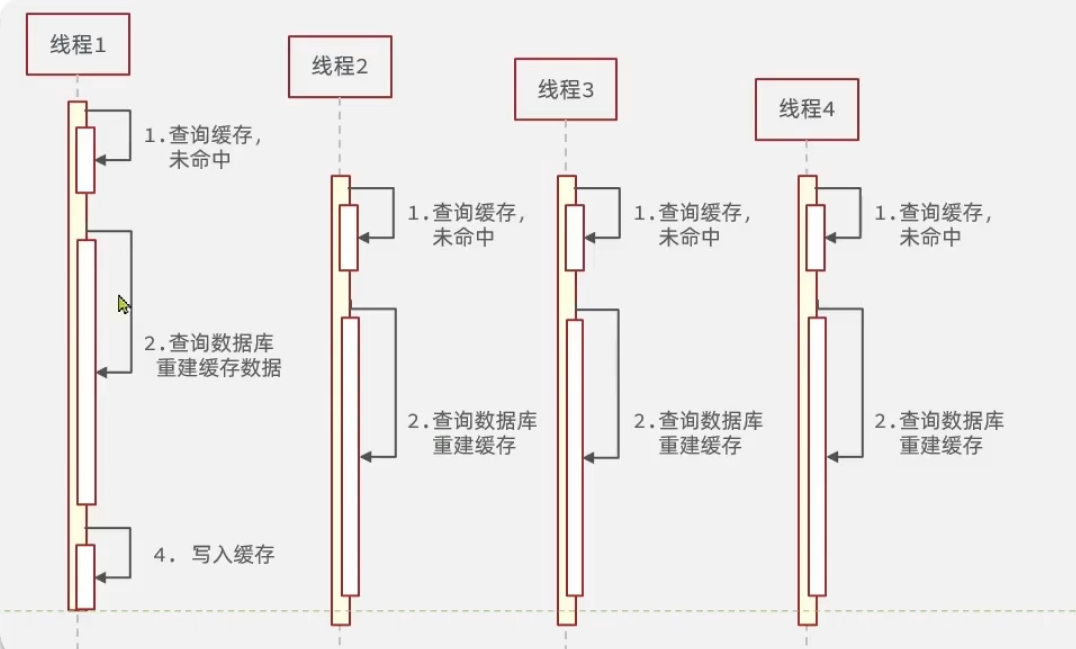 线程1
线程2
线程3
线程4
1.查询缓存,
未命中
1.查询缓存,
未命中
1.查询缓存,
未命中
1.查询缓存,
未命中
2.查询数据库
重建缓存数据
2.查询数据库
重建缓存
2.查询数据库
重建缓存
2.查询数据库
重建缓存
4. 写入缓存